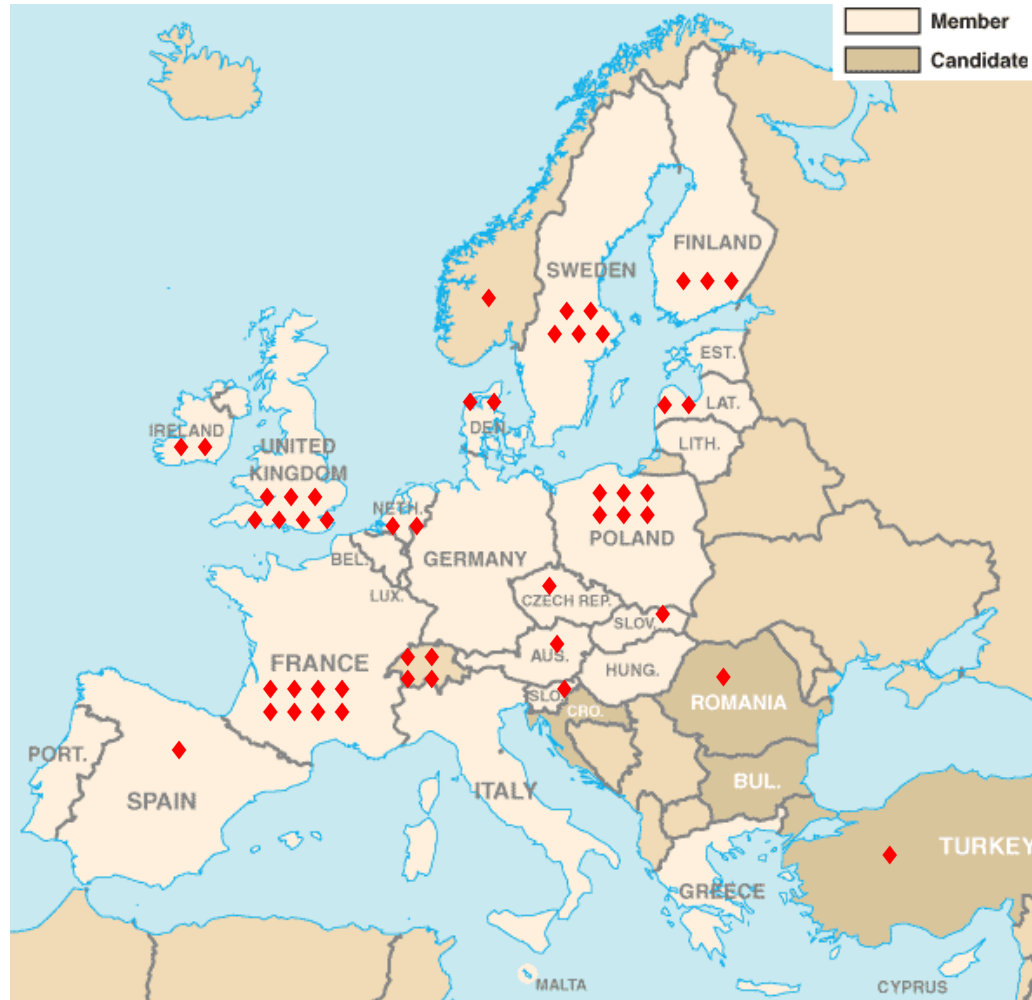 Member
Candidate
FINLAND
SWEDEN
EST.
LAT.
DEN.
IRELAND
UNITED
KINGDOM
LITH.
NETH.
POLAND
BEL.
GERMANY
LUX.
CZECH REP.
SLOV.
AUS.
FRANCE
HUNG.
SLO.
CRO.
ROMANIA
PORT.
SPAIN
ITALY
BUL.
TURKEY
GREECE
MALTA
CYPRUS